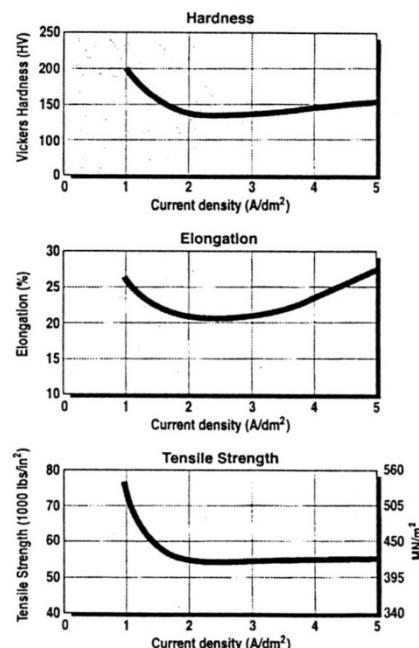 Hardness
250
200
150
100
50
0
Vickers Hardness (HV)
0 1 2 3 4 5
Current density (A/dm²)
Elongation
30
25
20
15
10
Elongation (%)
0 1 2 3 4 5
Current density (A/dm²)
Tensile Strength
80
70
60
50
40
Tensile Strength (1000 lbs/in²)
560
505
450
395
340
MN/m²
0 1 2 3 4 5
Current density (A/dm²)